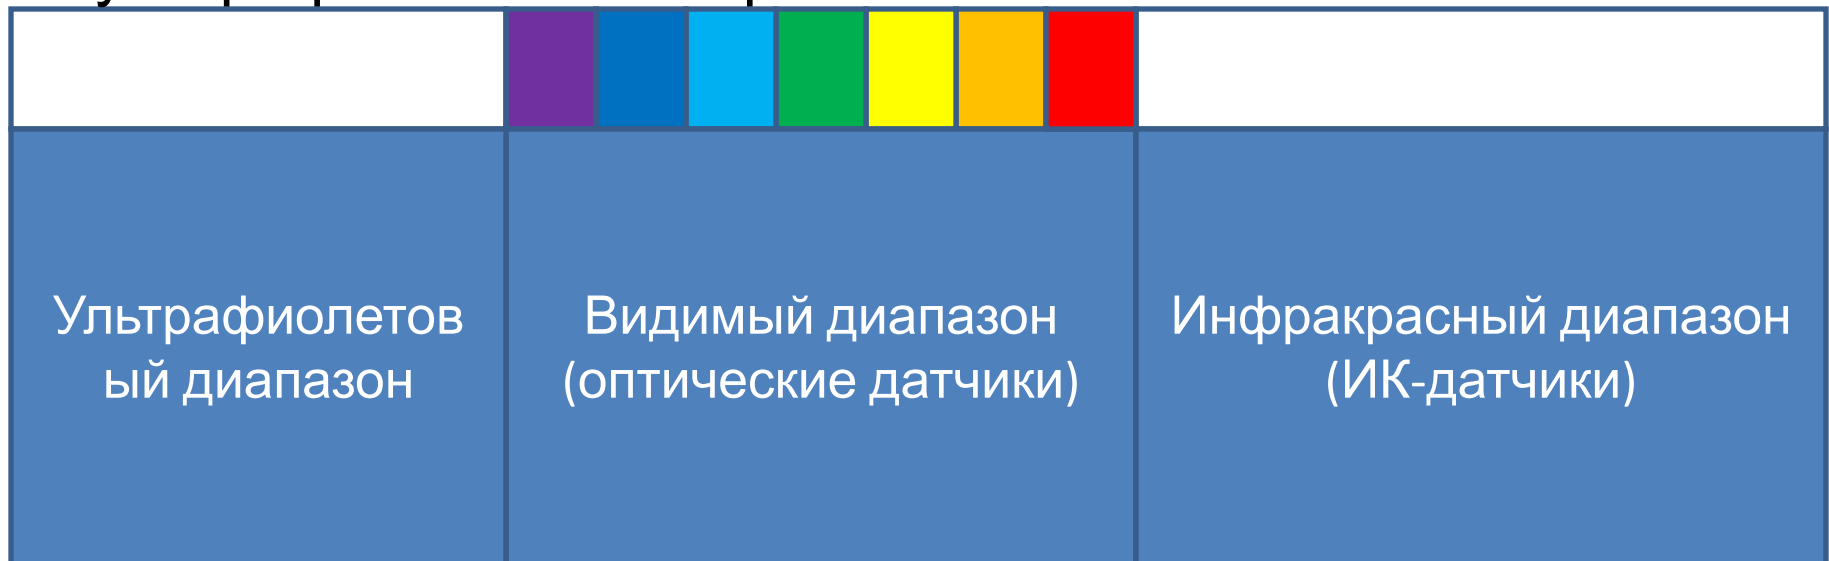 Ультрафиолетов
ый диапазон
Видимый диапазон
(оптические датчики)
Инфракрасный диапазон
(ИК-датчики)